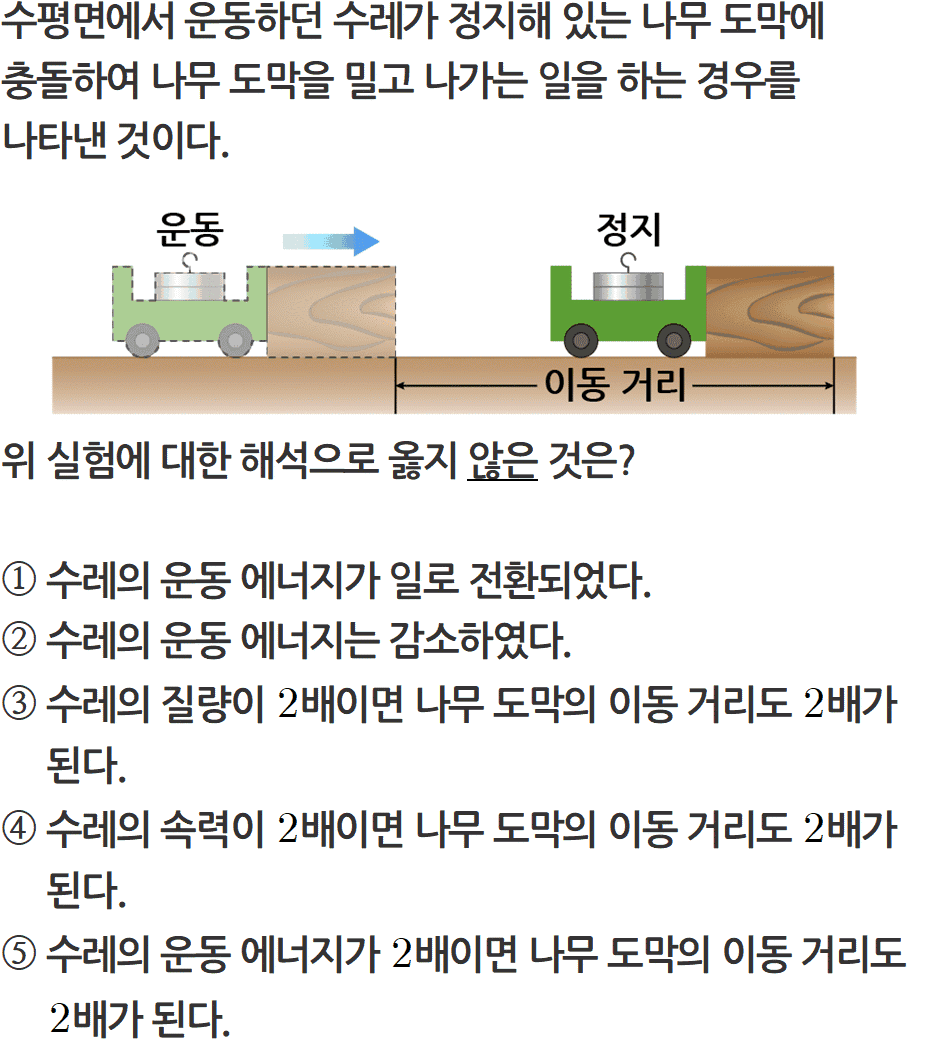 수평면에서 운동하던 수레가 정지해 있는 나무 도막에
충돌하여 나무 도막을 밀고 나가는 일을 하는 경우를
나타낸 것이다.
운동
정지
이동 거리
위 실험에 대한 해석으로 옳지 않은 것은?
① 수레의 운동 에너지가 일로 전환되었다.
② 수레의 운동 에너지는 감소하였다.
③ 수레의 질량이 2배이면 나무 도막의 이동 거리도 2배가
된다.
④ 수레의 속력이 2배이면 나무 도막의 이동 거리도 2배가
된다.
⑤ 수레의 운동 에너지가 2배이면 나무 도막의 이동 거리도
2배가 된다.